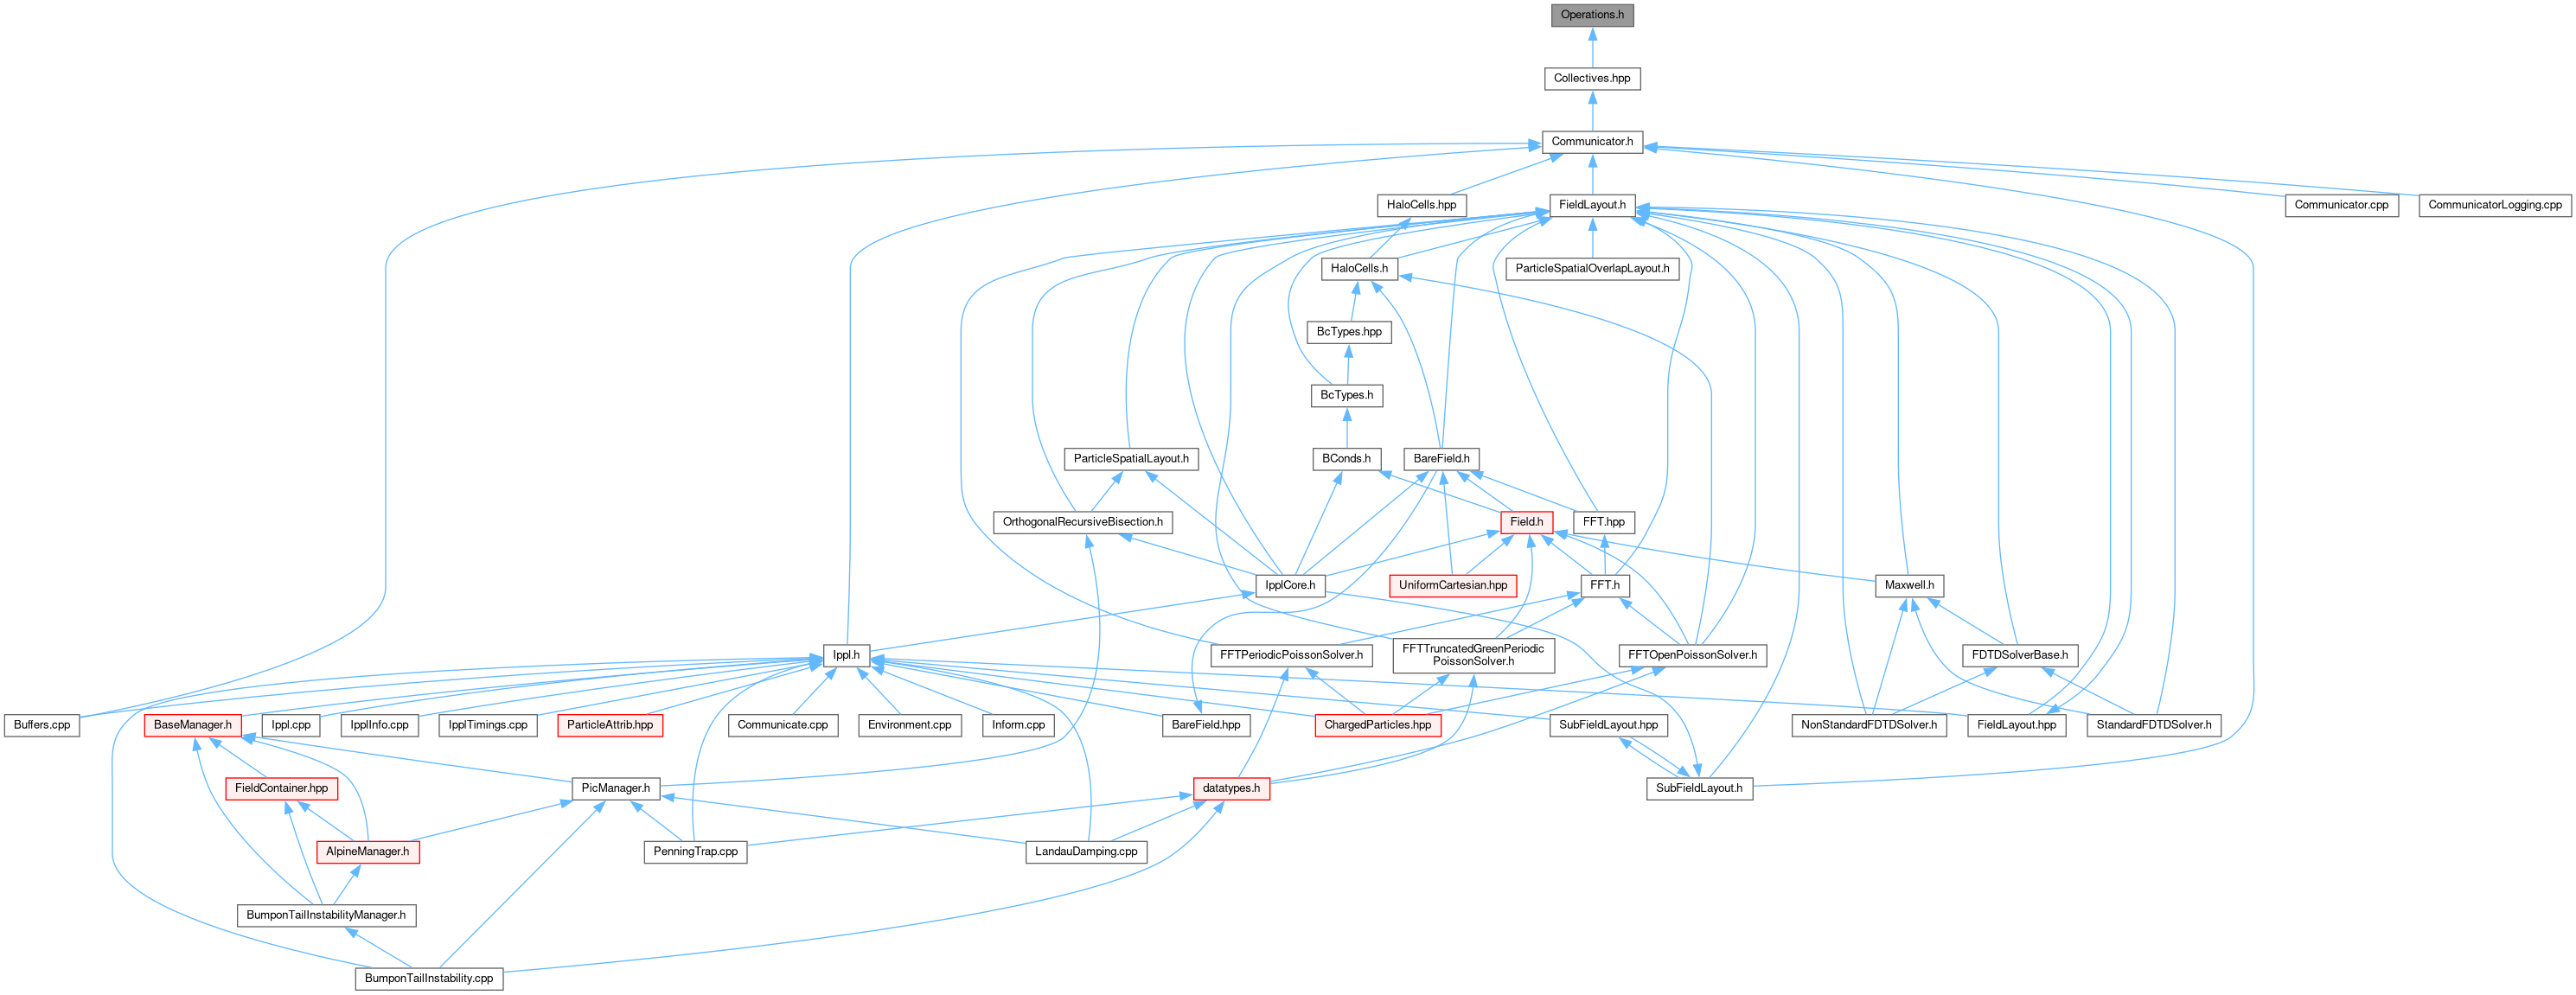 Operations.h
Collectives.hpp
Communicator.h
HaloCells.hpp
FieldLayout.h
Communicator.cpp
CommunicatorLogging.cpp
HaloCells.h
ParticleSpatialOverlapLayout.h
BcTypes.hpp
BcTypes.h
ParticleSpatialLayout.h
BConds.h
BareField.h
OrthogonalRecursiveBisection.h
Field.h
FFT.hpp
IpplCore.h
UniformCartesian.hpp
FFT.h
Maxwell.h
Ippl.h
FFTPeriodicPoissonSolver.h
FFTTruncatedGreenPeriodic
PoissonSolver.h
FFTOpenPoissonSolver.h
FDTDSolverBase.h
Buffers.cpp
BaseManager.h
Ippl.cpp
IpplInfo.cpp
IpplTimings.cpp
ParticleAttrib.hpp
Communicate.cpp
Environment.cpp
Inform.cpp
BareField.hpp
ChargedParticles.hpp
SubFieldLayout.hpp
NonStandardFDTDSolver.h
FieldLayout.hpp
StandardFDTDSolver.h
FieldContainer.hpp
PicManager.h
datatypes.h
SubFieldLayout.h
AlpineManager.h
PenningTrap.cpp
LandauDamping.cpp
BumponTailInstabilityManager.h
BumponTailInstability.cpp